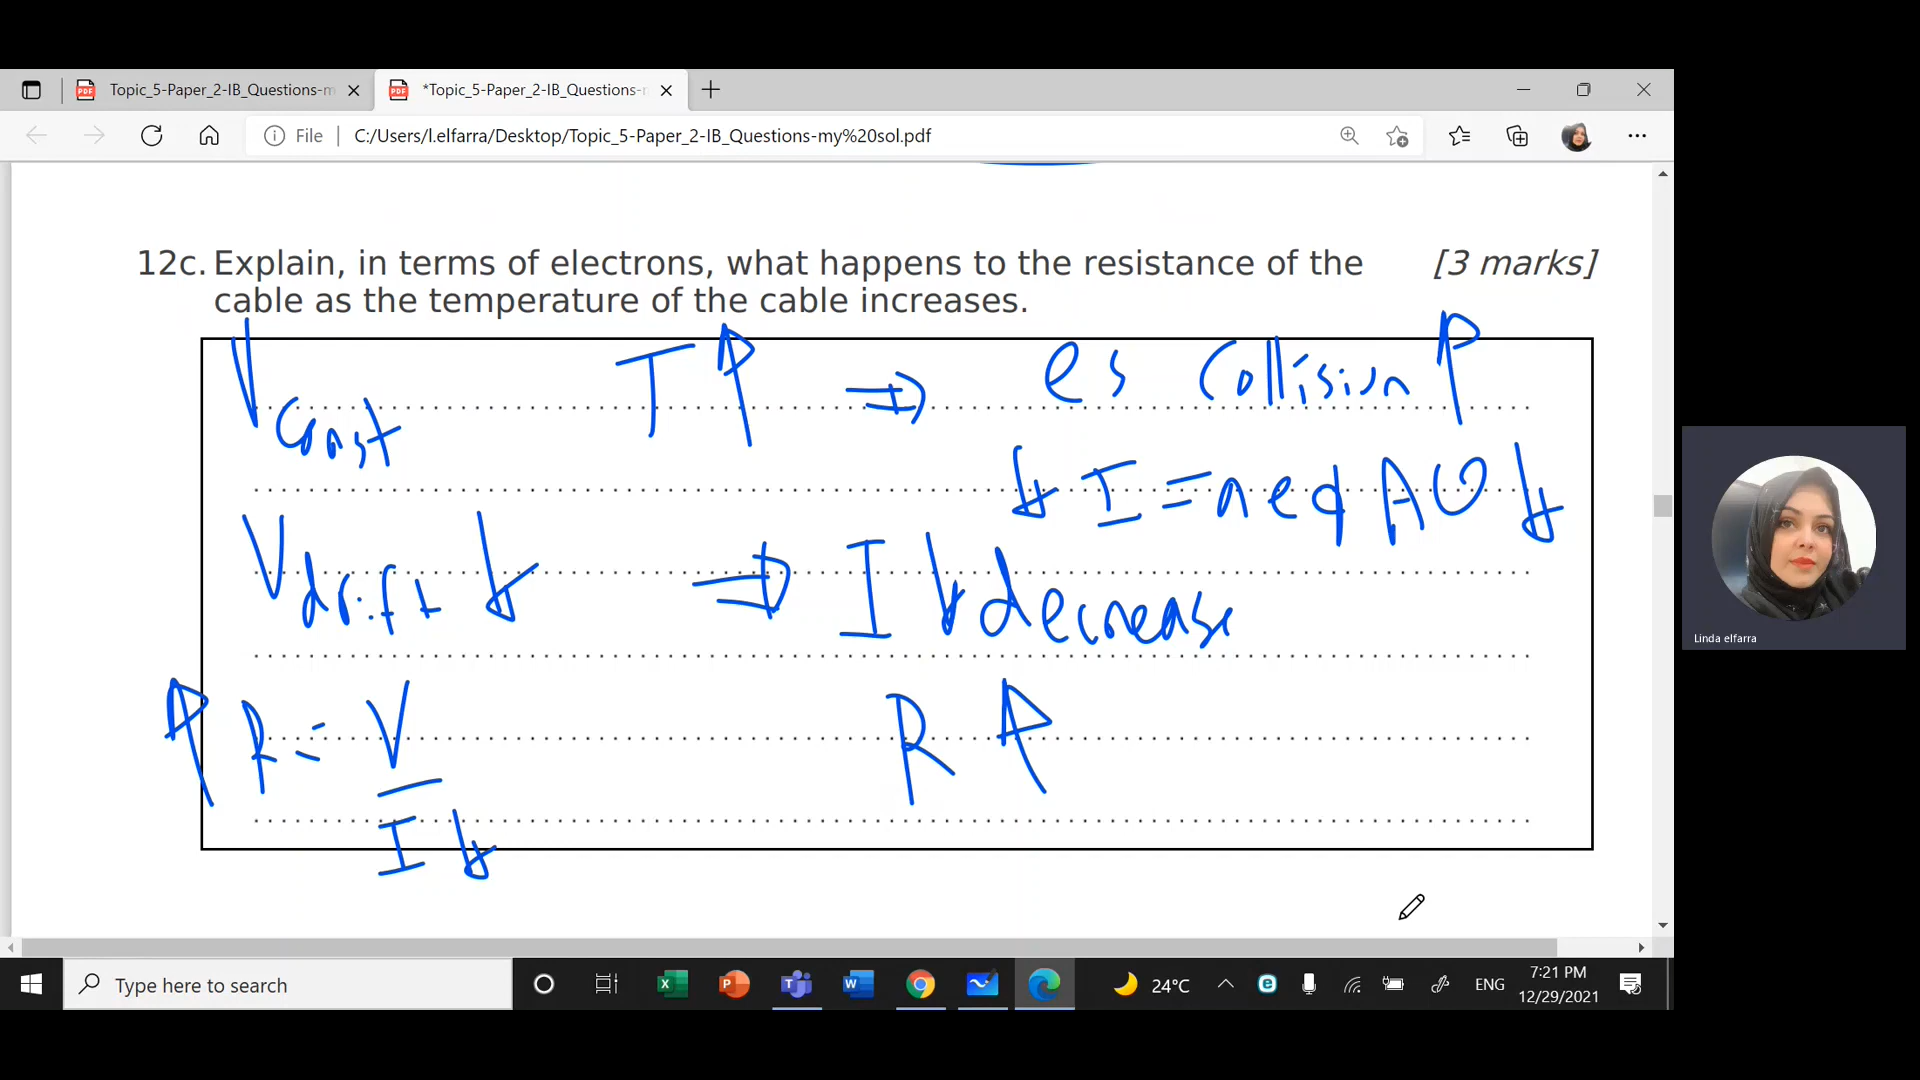 Topic_5-Paper_2-IB_Questions-m
*Topic_5-Paper_2-IB_Questions-
File
C:/Users/l.elfarra/Desktop/Topic_5-Paper_2-IB_Questions-my%20sol.pdf
12c. Explain, in terms of electrons, what happens to the resistance of the [3 marks]
cable as the temperature of the cable increases.
V const T ↑ ⇒ es Collision ↑
↓ I = neqAv ↓
V drift ↓ ⇒ I ↓ decrease
↑ R = V R ↑
I ↓
Linda elfarra
Type here to search
24°C
ENG
7:21 PM
12/29/2021